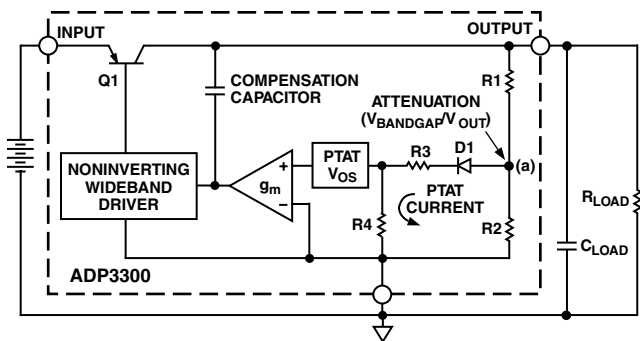 INPUT
OUTPUT
Q1
COMPENSATION
CAPACITOR
R1
ATTENUATION
(VBANDGAP/VOUT)
NONINVERTING
WIDEBAND
DRIVER
gm
+
−
PTAT
VOS
R3
D1
(a)
PTAT
CURRENT
R4
R2
RLOAD
CLOAD
ADP3300